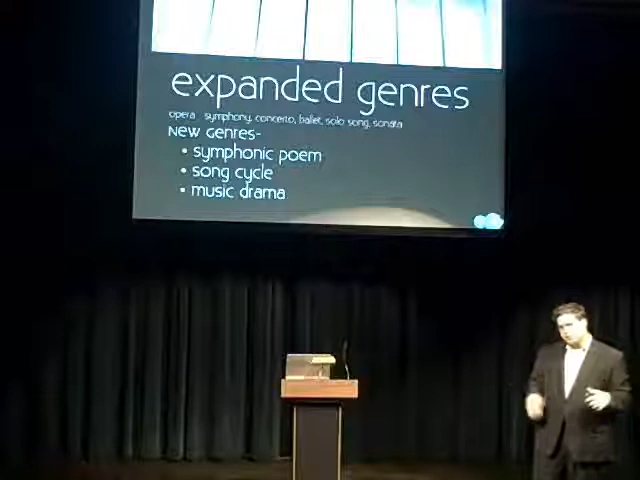 expanded genres
opera symphony, concerto, ballet, solo song, sonata
New Genres-
• symphonic poem
• song cycle
• music drama